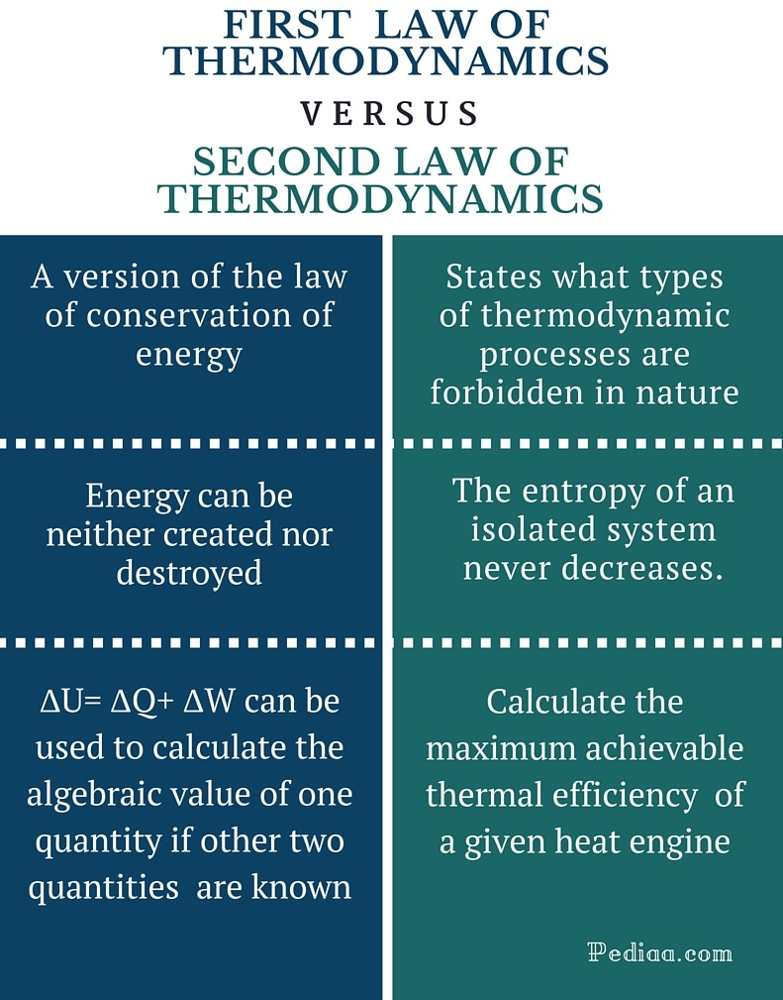 FIRST LAW OF
THERMODYNAMICS
VERSUS
SECOND LAW OF
THERMODYNAMICS
A version of the law
of conservation of
energy
States what types
of thermodynamic
processes are
forbidden in nature
Energy can be
neither created nor
destroyed
The entropy of an
isolated system
never decreases.
ΔU= ΔQ+ ΔW can be
used to calculate the
algebraic value of one
quantity if other two
quantities are known
Calculate the
maximum achievable
thermal efficiency of
a given heat engine
Pediaa.com